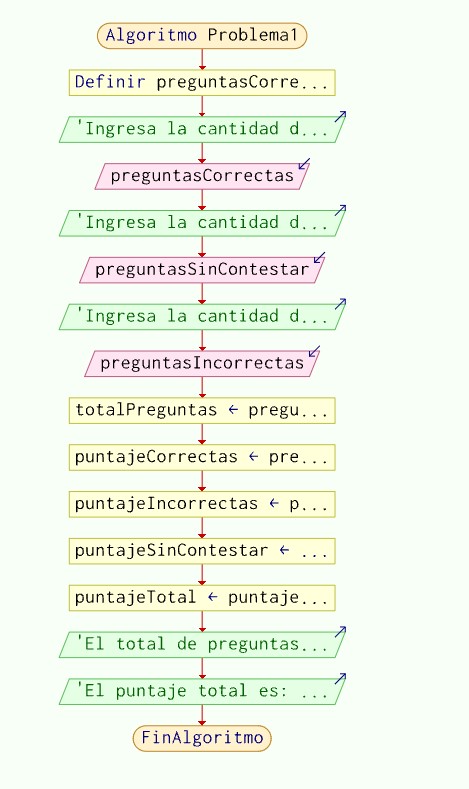 Algoritmo Problema1
Definir preguntasCorre...
'Ingresa la cantidad d...
preguntasCorrectas
'Ingresa la cantidad d...
preguntasSinContestar
'Ingresa la cantidad d...
preguntasIncorrectas
totalPreguntas ← pregu...
puntajeCorrectas ← pre...
puntajeIncorrectas ← p...
puntajeSinContestar ← ...
puntajeTotal ← puntaje...
'El total de preguntas...
'El puntaje total es: ...
FinAlgoritmo